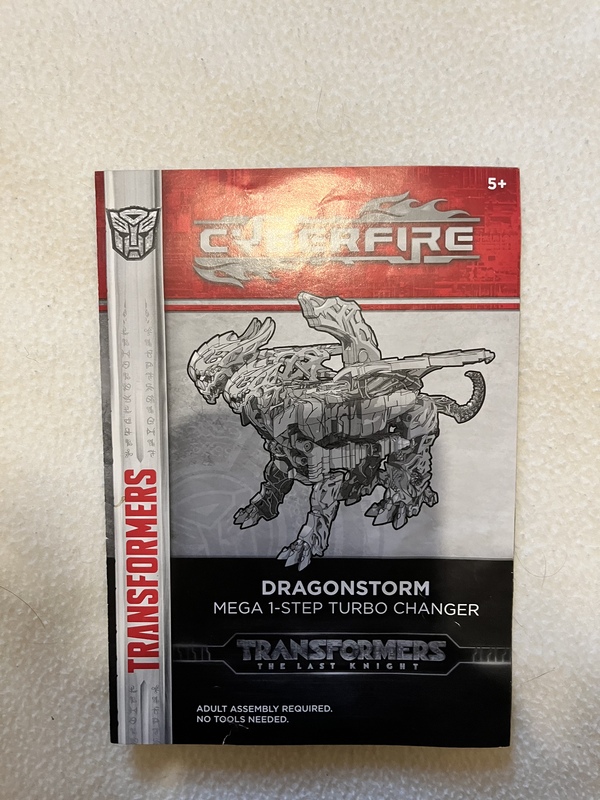 5+
CYBERFIRE
TRANSFORMERS
DRAGONSTORM
MEGA 1-STEP TURBO CHANGER
TRANSFORMERS
THE LAST KNIGHT
ADULT ASSEMBLY REQUIRED.
NO TOOLS NEEDED.